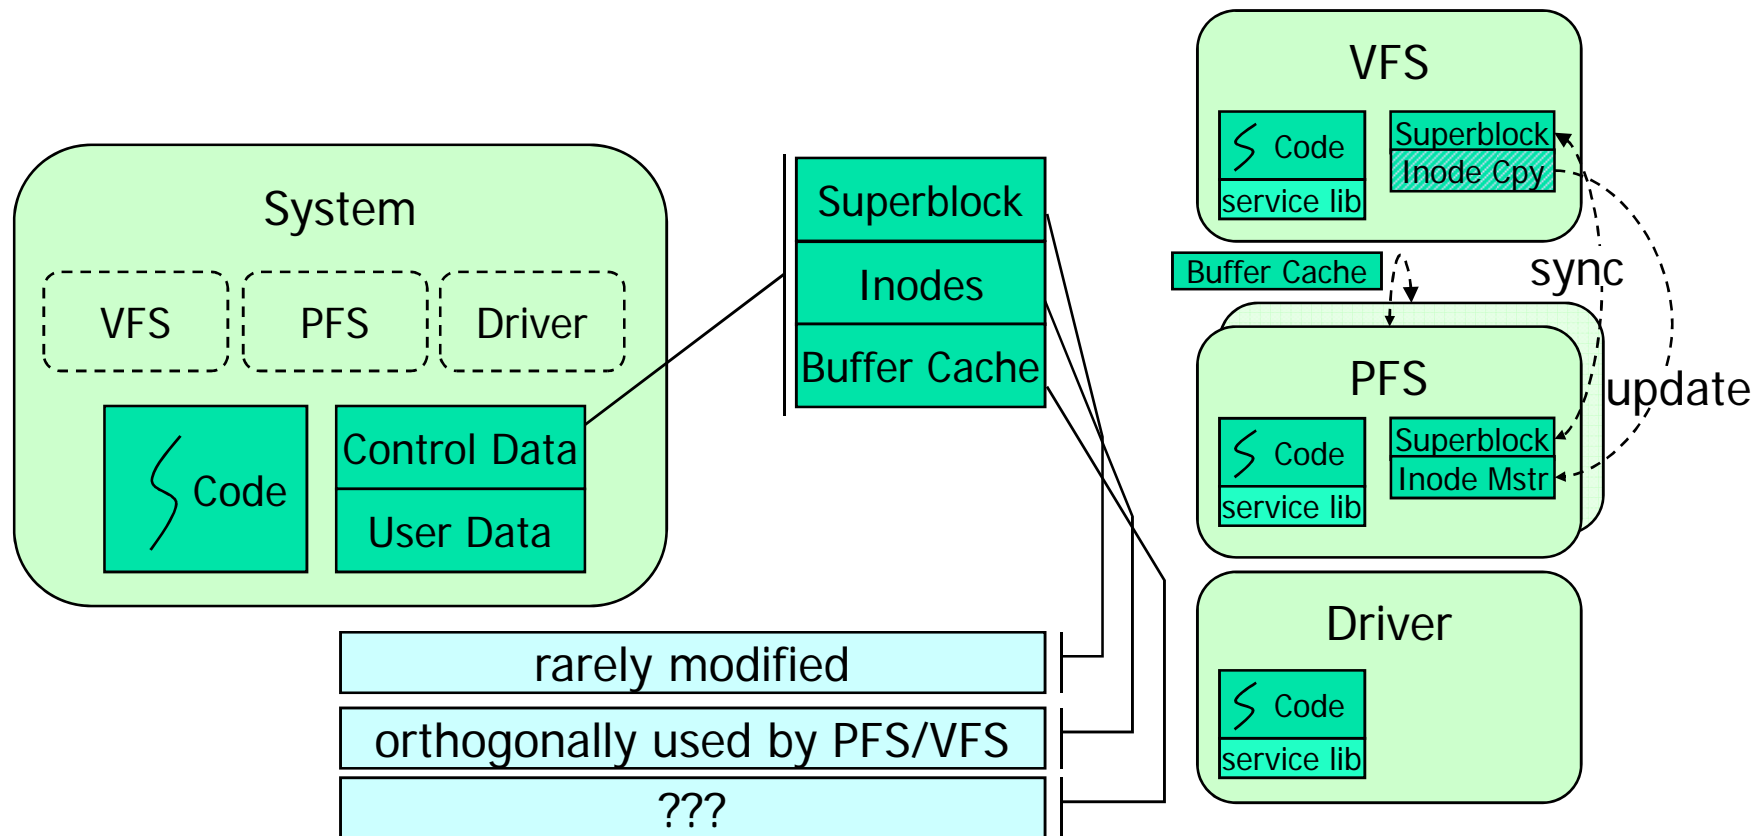 System
VFS
PFS
Driver
Code
Control Data
User Data
Superblock
Inodes
Buffer Cache
rarely modified
orthogonally used by PFS/VFS
???
VFS
Code
service lib
Superblock
Inode Cpy
Buffer Cache
sync
update
PFS
Code
service lib
Superblock
Inode Mstr
Driver
Code
service lib